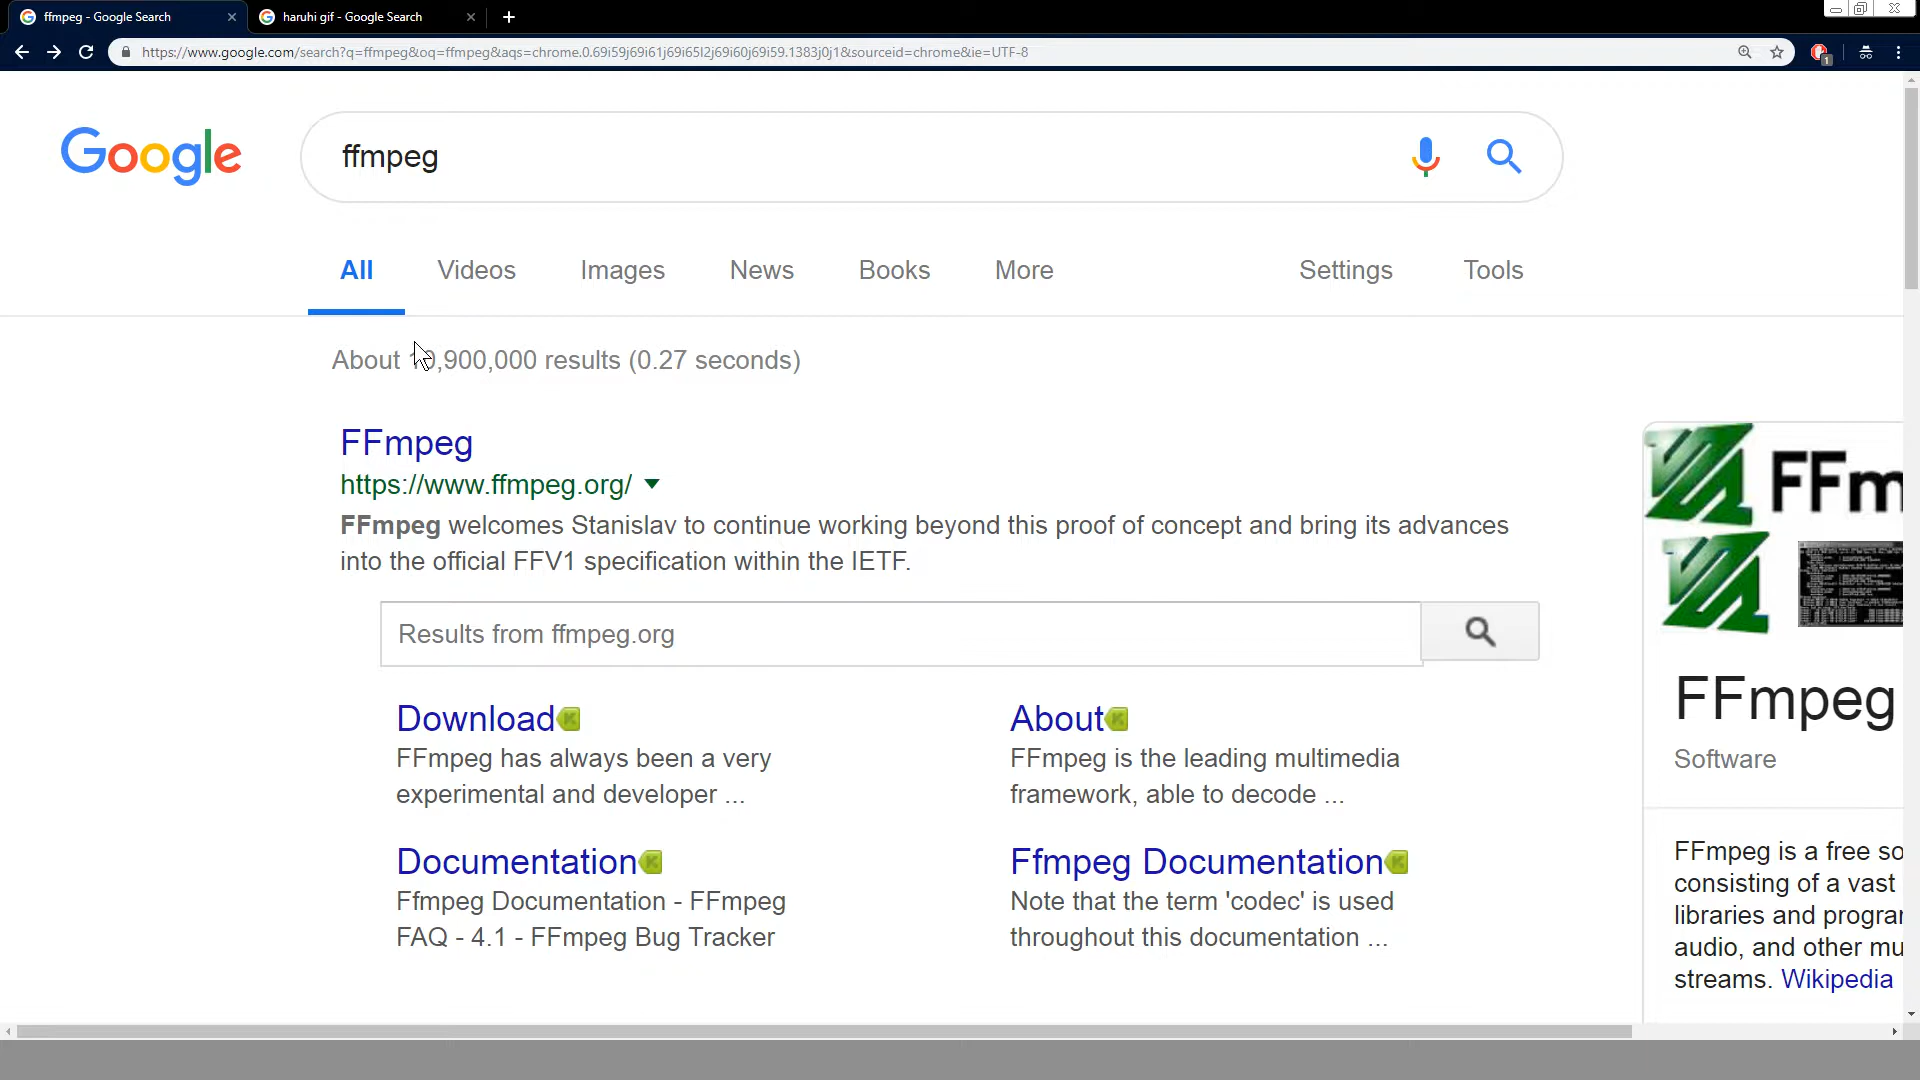 ffmpeg - Google Search
haruhi gif - Google Search
https://www.google.com/search?q=ffmpeg&oq=ffmpeg&aqs=chrome.0.69i59j69i61j69i65l2j69i60j69i59.1383j0j1&sourceid=chrome&ie=UTF-8
1
Google
ffmpeg
All Videos Images News Books More Settings Tools
About ,900,000 results (0.27 seconds)
FFmpeg
https://www.ffmpeg.org/
FFmpeg welcomes Stanislav to continue working beyond this proof of concept and bring its advances
into the official FFV1 specification within the IETF.
Results from ffmpeg.org
Download
FFmpeg has always been a very
experimental and developer ...
About
FFmpeg is the leading multimedia
framework, able to decode ...
Documentation
Ffmpeg Documentation - FFmpeg
FAQ - 4.1 - FFmpeg Bug Tracker
Ffmpeg Documentation
Note that the term 'codec' is used
throughout this documentation ...
FFm
FFmpeg
Software
FFmpeg is a free so
consisting of a vast
libraries and progra
audio, and other mu
streams. Wikipedia